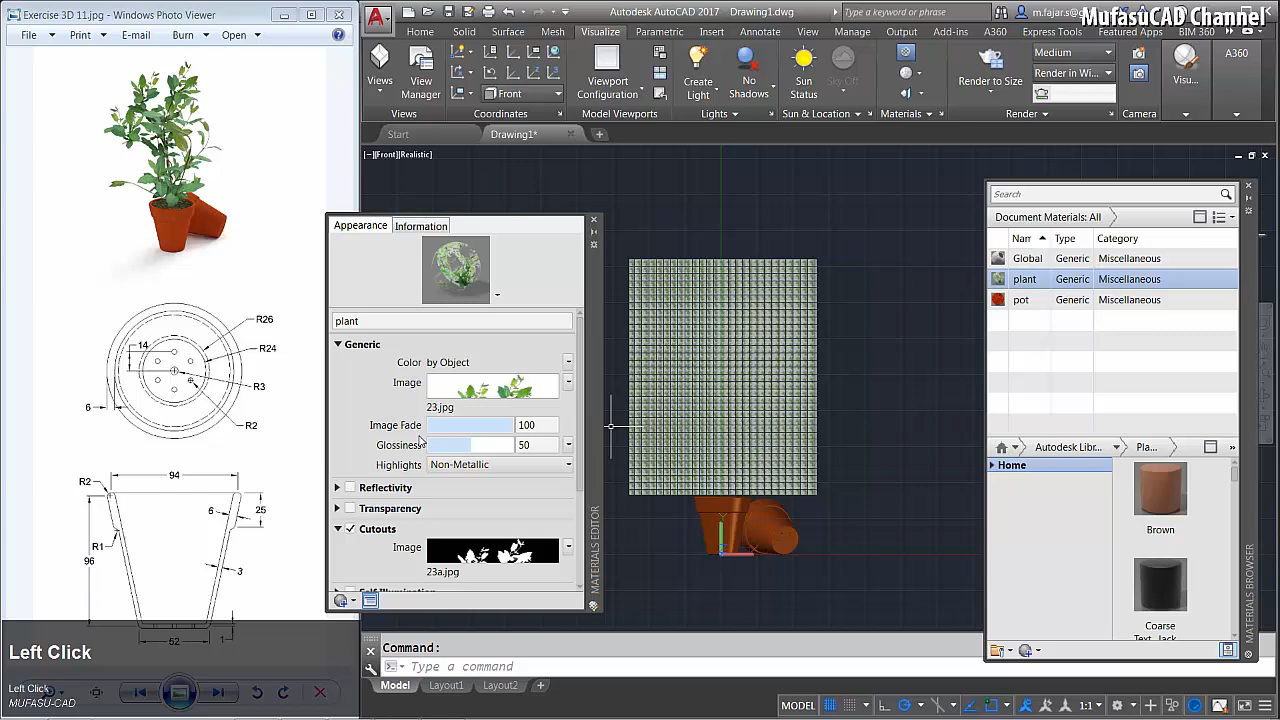 Exercise 3D 11.jpg - Windows Photo Viewer
File Print E-mail Burn Open
R26
14
R24
R3
6
R2
94
R2
6
25
R1
96
3
52
1
Left Click
Left Click
MUFASU-CAD
Autodesk AutoCAD 2017 Drawing1.dwg
Type a keyword or phrase
m.fajar.s@
MufasuCAD Channel
Home Solid Surface Mesh Visualize Parametric Insert Annotate View Manage Output Add-ins A360 Express Tools Featured Apps BIM 360
Views
View
Manager
Views
Front
Coordinates
Viewport
Configuration
Model Viewports
Create
Light
No
Shadows
Lights
Sun
Status
Sky Off
Sun & Location
Materials
Render to Size
Medium
Render in Wi...
Render
Camera
Visu...
A360
Start
Drawing1*
[−][Front][Realistic]
Appearance Information
plant
Generic
Color by Object
Image
23.jpg
Image Fade 100
Glossiness 50
Highlights Non-Metallic
Reflectivity
Transparency
Cutouts
Image
23a.jpg
MATERIALS EDITOR
Search
Document Materials: All
Nam Type Category
Global Generic Miscellaneous
plant Generic Miscellaneous
pot Generic Miscellaneous
Autodesk Libr... Pla...
Home
Brown
Coarse
Text Jack
MATERIALS BROWSER
Command:
Type a command
Model Layout1 Layout2
MODEL
1:1